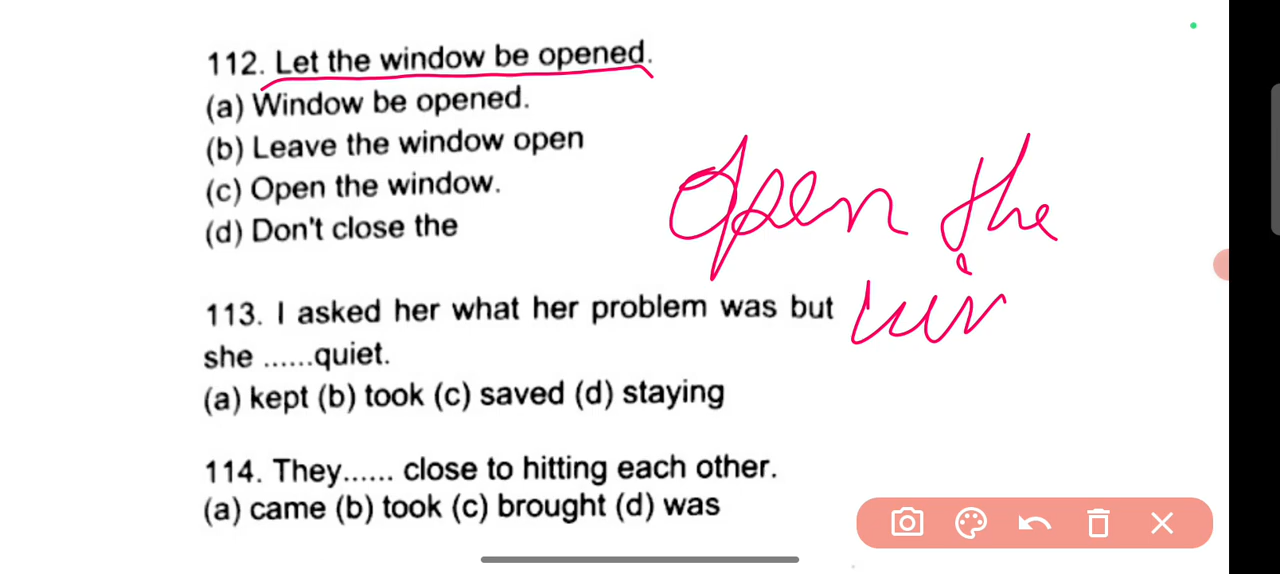 112. Let the window be opened.
(a) Window be opened.
(b) Leave the window open
(c) Open the window.
(d) Don't close the
Open the
win
113. I asked her what her problem was but
she ......quiet.
(a) kept (b) took (c) saved (d) staying
114. They...... close to hitting each other.
(a) came (b) took (c) brought (d) was